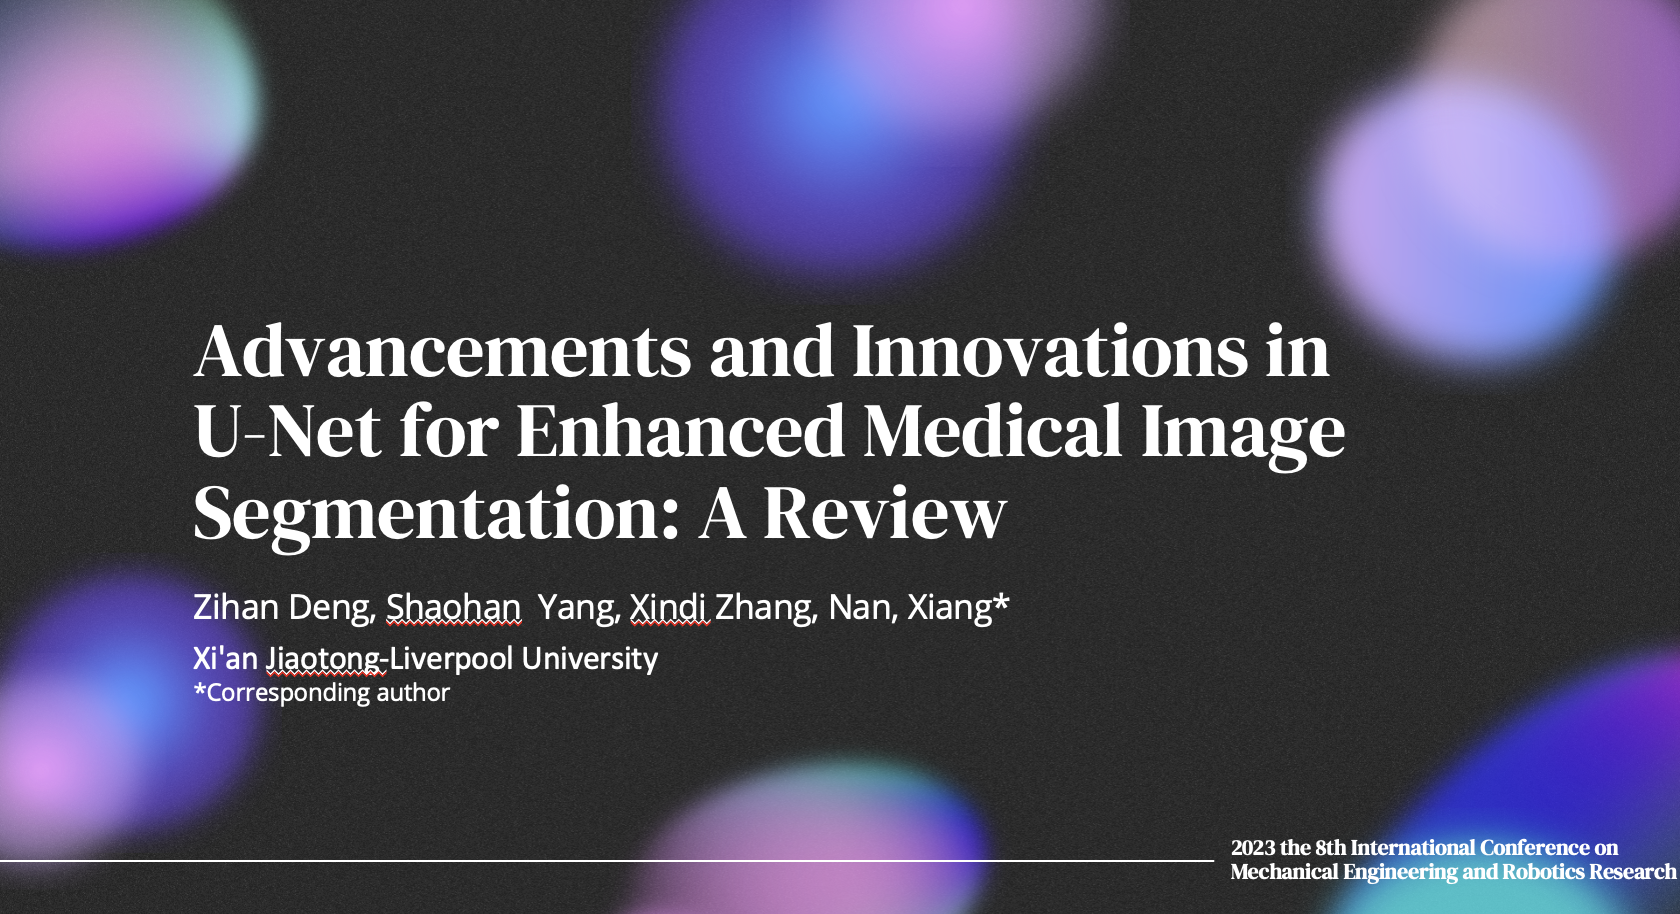 Advancements and Innovations in
U-Net for Enhanced Medical Image
Segmentation: A Review
Zihan Deng, Shaohan  Yang, Xindi Zhang, Nan, Xiang*
Xi'an Jiaotong-Liverpool University
*Corresponding author
2023 the 8th International Conference on
Mechanical Engineering and Robotics Research